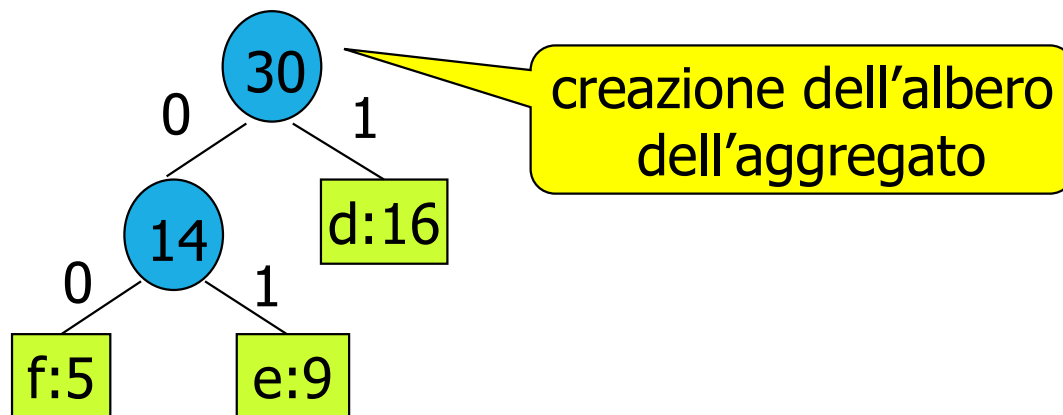 30
creazione dell’albero
dell’aggregato
0
1
14
d:16
0
1
f:5
e:9